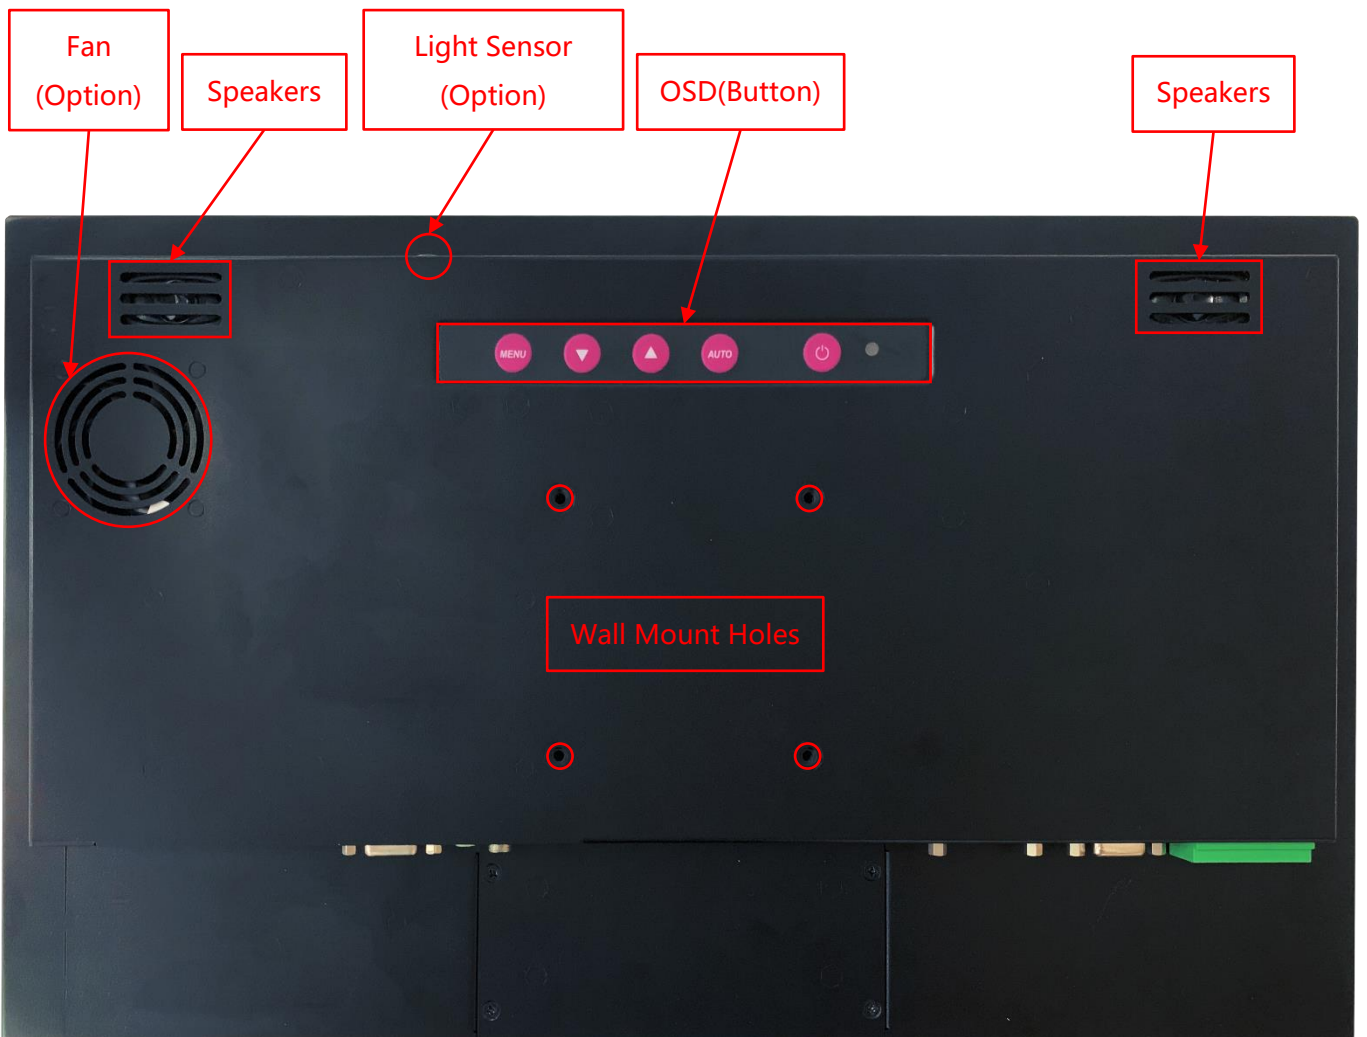 Fan
(Option)
Speakers
Light Sensor
(Option)
OSD(Button)
Speakers
MENU
▼
▲
AUTO
Wall Mount Holes